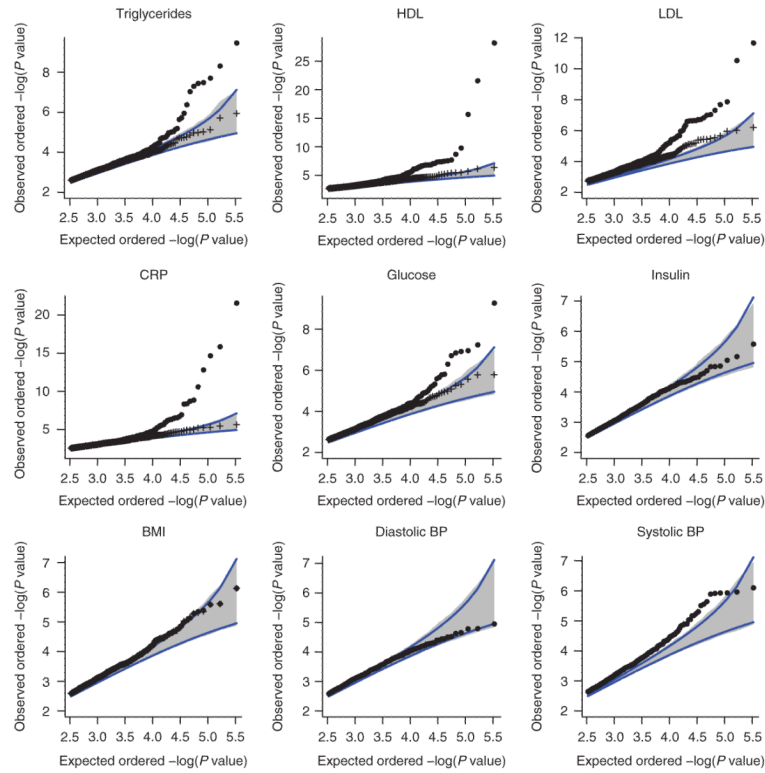 Triglycerides
Observed ordered –log(P value)
8
6
4
2
2.5 3.0 3.5 4.0 4.5 5.0 5.5
Expected ordered –log(P value)
HDL
Observed ordered –log(P value)
25
20
15
10
5
2.5 3.0 3.5 4.0 4.5 5.0 5.5
Expected ordered –log(P value)
LDL
Observed ordered –log(P value)
12
10
8
6
4
2
2.5 3.0 3.5 4.0 4.5 5.0 5.5
Expected ordered –log(P value)
CRP
Observed ordered –log(P value)
20
15
10
5
2.5 3.0 3.5 4.0 4.5 5.0 5.5
Expected ordered –log(P value)
Glucose
Observed ordered –log(P value)
8
6
4
2
2.5 3.0 3.5 4.0 4.5 5.0 5.5
Expected ordered –log(P value)
Insulin
Observed ordered –log(P value)
7
6
5
4
3
2
2.5 3.0 3.5 4.0 4.5 5.0 5.5
Expected ordered –log(P value)
BMI
Observed ordered –log(P value)
7
6
5
4
3
2
2.5 3.0 3.5 4.0 4.5 5.0 5.5
Expected ordered –log(P value)
Diastolic BP
Observed ordered –log(P value)
7
6
5
4
3
2
2.5 3.0 3.5 4.0 4.5 5.0 5.5
Expected ordered –log(P value)
Systolic BP
Observed ordered –log(P value)
7
6
5
4
3
2
2.5 3.0 3.5 4.0 4.5 5.0 5.5
Expected ordered –log(P value)